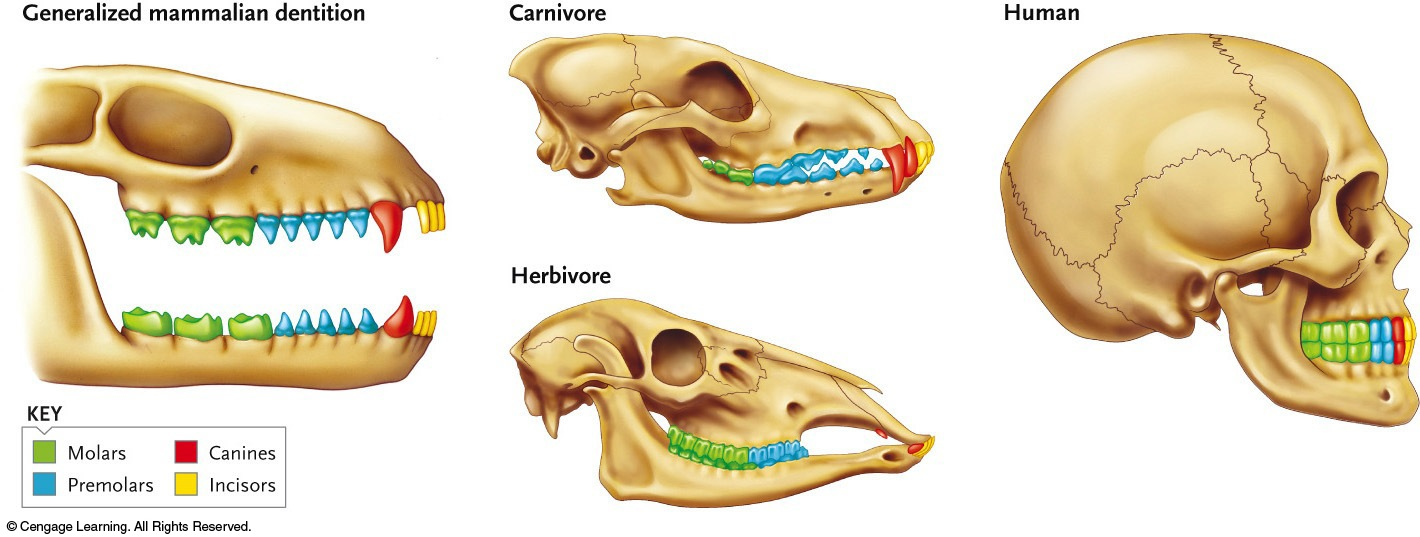 Generalized mammalian dentition
Carnivore
Human
Herbivore
KEY
Molars
Canines
Premolars
Incisors
© Cengage Learning. All Rights Reserved.